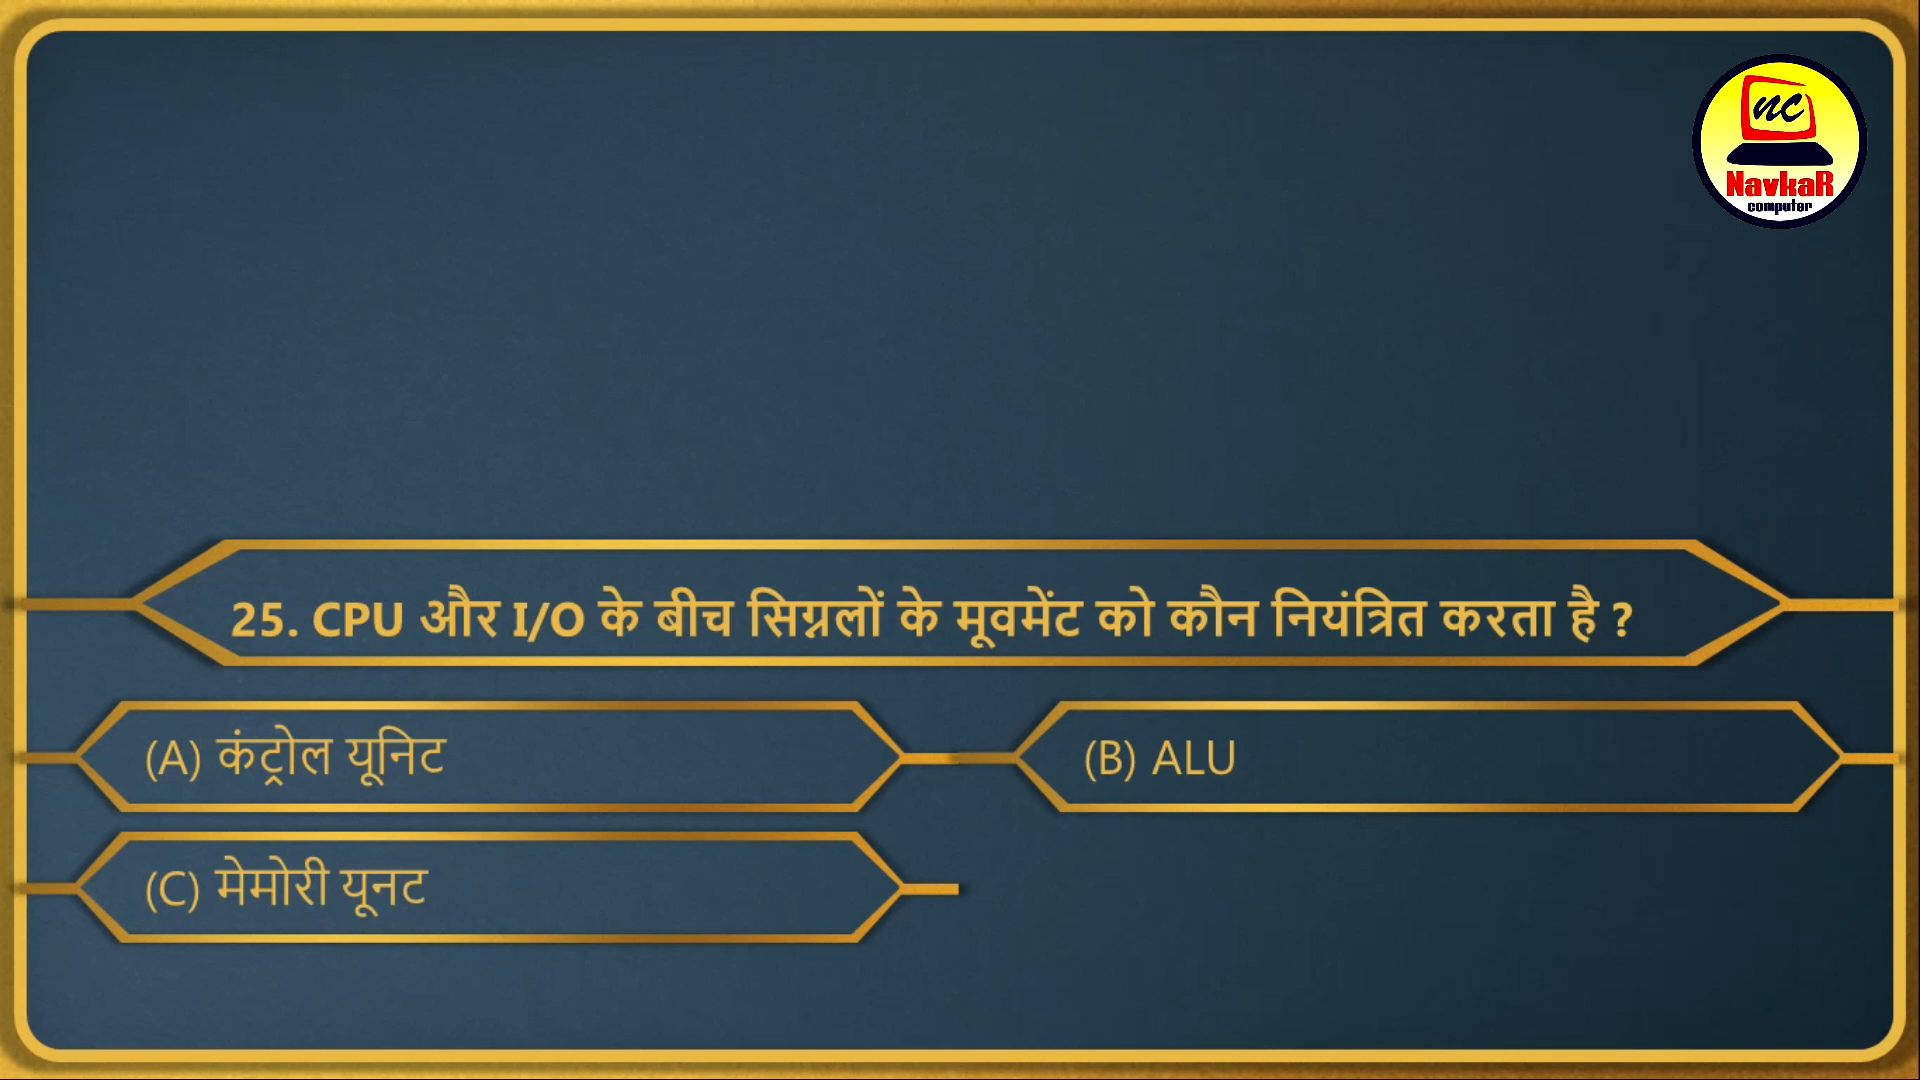 nc
NavkaR
computer
25. CPU और I/O के बीच सिग्नलों के मूवमेंट को कौन नियंत्रित करता है ?
(A) कंट्रोल यूनिट
(B) ALU
(C) मेमोरी यूनट